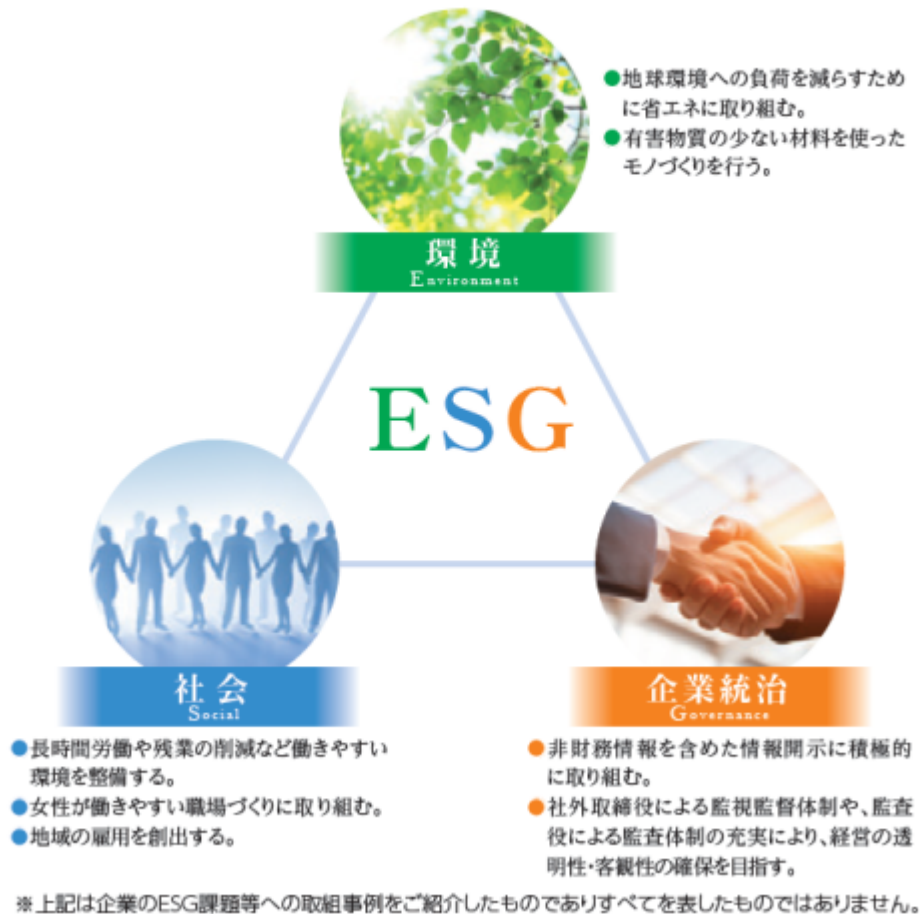 ●地球環境への負荷を減らすため
に省エネに取り組む。
●有害物質の少ない材料を使った
モノづくりを行う。
環境
Environment
ESG
社会
Social
●長時間労働や残業の削減など働きやすい
環境を整備する。
●女性が働きやすい職場づくりに取り組む。
●地域の雇用を創出する。
企業統治
Governance
●非財務情報を含めた情報開示に積極的
に取り組む。
●社外取締役による監視監督体制や、監査
役による監査体制の充実により、経営の透
明性・客観性の確保を目指す。
※上記は企業のESG課題等への取組事例をご紹介したものでありすべてを表したものではありません。